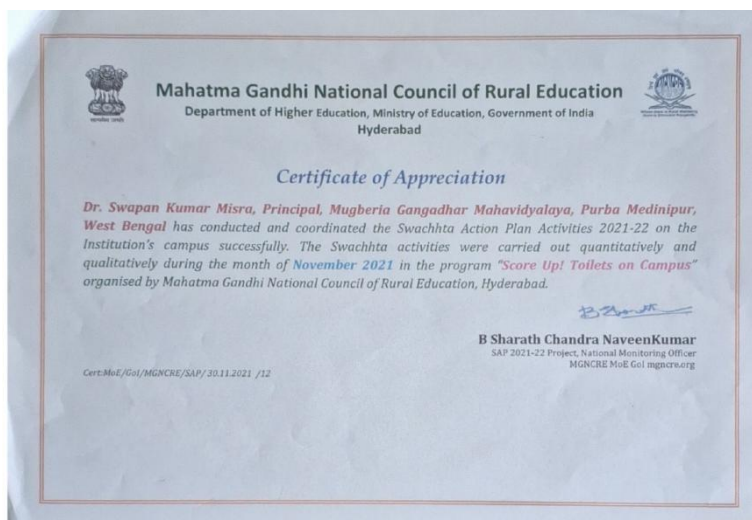 Mahatma Gandhi National Council of Rural Education
Department of Higher Education, Ministry of Education, Government of India
Hyderabad
Certificate of Appreciation
Dr. Swapan Kumar Misra, Principal, Mugberia Gangadhar Mahavidyalaya, Purba Medinipur,
West Bengal has conducted and coordinated the Swachhta Action Plan Activities 2021-22 on the
Institution's campus successfully. The Swachhta activities were carried out quantitatively and
qualitatively during the month of November 2021 in the program "Score Up! Toilets on Campus"
organised by Mahatma Gandhi National Council of Rural Education, Hyderabad.
B Sharath Chandra NaveenKumar
SAP 2021-22 Project, National Monitoring Officer
MGNCRE MoE GoI mgncre.org
Cert:MoE/GoI/MGNCRE/SAP/ 30.11.2021 /12